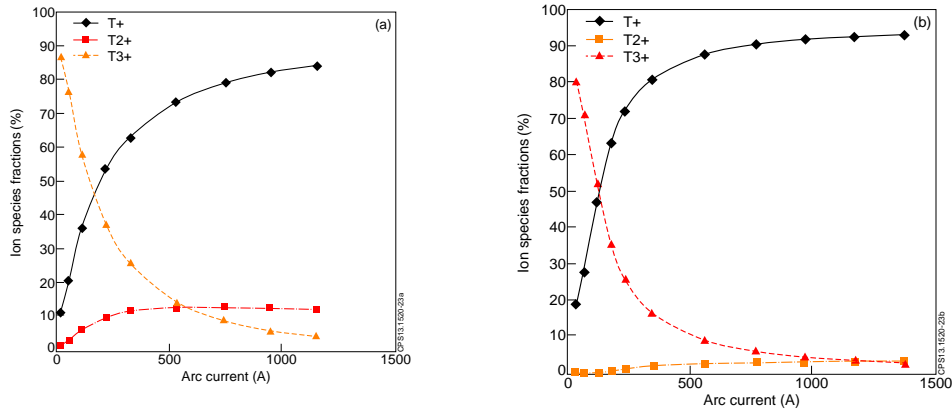 (a)
T+
T2+
T3+
100
90
80
70
60
50
40
30
20
10
0
0
500
1000
1500
Ion species fractions (%)
Arc current (A)
CPS13.1520-23a
(b)
T+
T2+
T3+
100
90
80
70
60
50
40
30
20
10
0
0
500
1000
1500
Ion species fractions (%)
Arc current (A)
CPS13.1520-23b